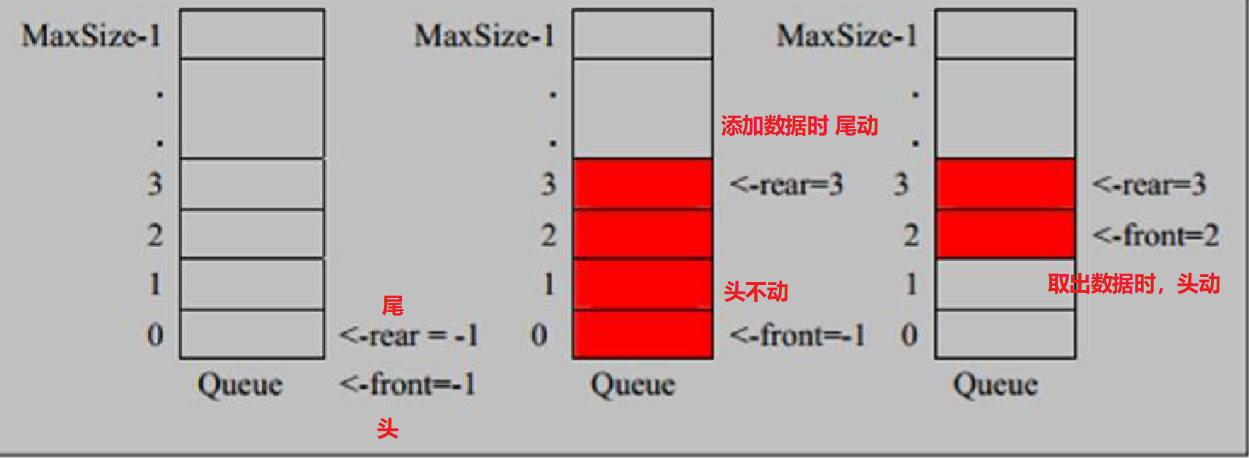 MaxSize-1
.
.
3
2
1
0
尾
<-rear = -1
Queue
<-front=-1
头
MaxSize-1
.
.
添加数据时 尾动
3
<-rear=3
2
1
头不动
0
<-front=-1
Queue
MaxSize-1
.
.
3
<-rear=3
2
<-front=2
1
取出数据时，头动
0
Queue